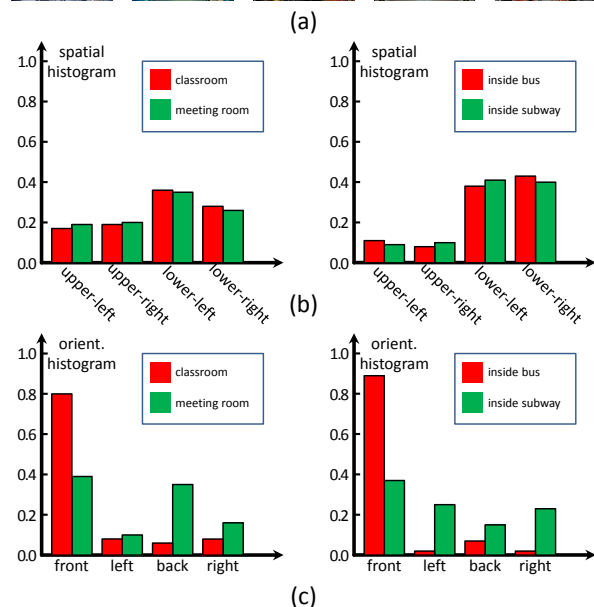 (a)
spatial
histogram
1.0
0.8
0.6
0.4
0.2
0.0
classroom
meeting room
upper-left
upper-right
lower-left
lower-right
spatial
histogram
1.0
0.8
0.6
0.4
0.2
0.0
inside bus
inside subway
upper-left
upper-right
lower-left
lower-right
(b)
orient.
histogram
1.0
0.8
0.6
0.4
0.2
0.0
classroom
meeting room
front left back right
orient.
histogram
1.0
0.8
0.6
0.4
0.2
0.0
inside bus
inside subway
front left back right
(c)